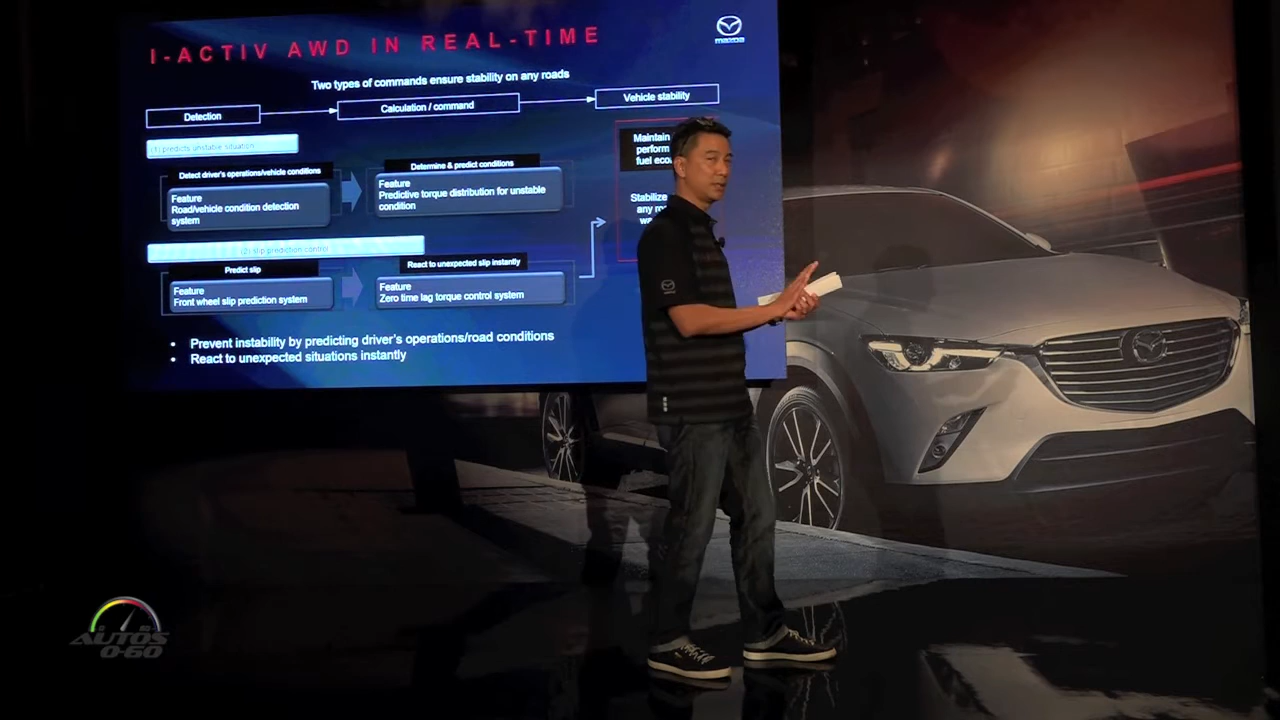 I-ACTIV AWD IN REAL-TIME
mazda
Two types of commands ensure stability on any roads
Detection
Calculation / command
Vehicle stability
(1) predicts unstable situation
Maintain
perform
fuel eco
Detect driver's operations/vehicle conditions
Determine & predict conditions
Feature
Road/vehicle condition detection
system
Feature
Predictive torque distribution for unstable
condition
Stabilize
any ro
w
(2) slip prediction control
Predict slip
React to unexpected slip instantly
Feature
Front wheel slip prediction system
Feature
Zero time lag torque control system
• Prevent instability by predicting driver's operations/road conditions
• React to unexpected situations instantly
AUTOS
0-60